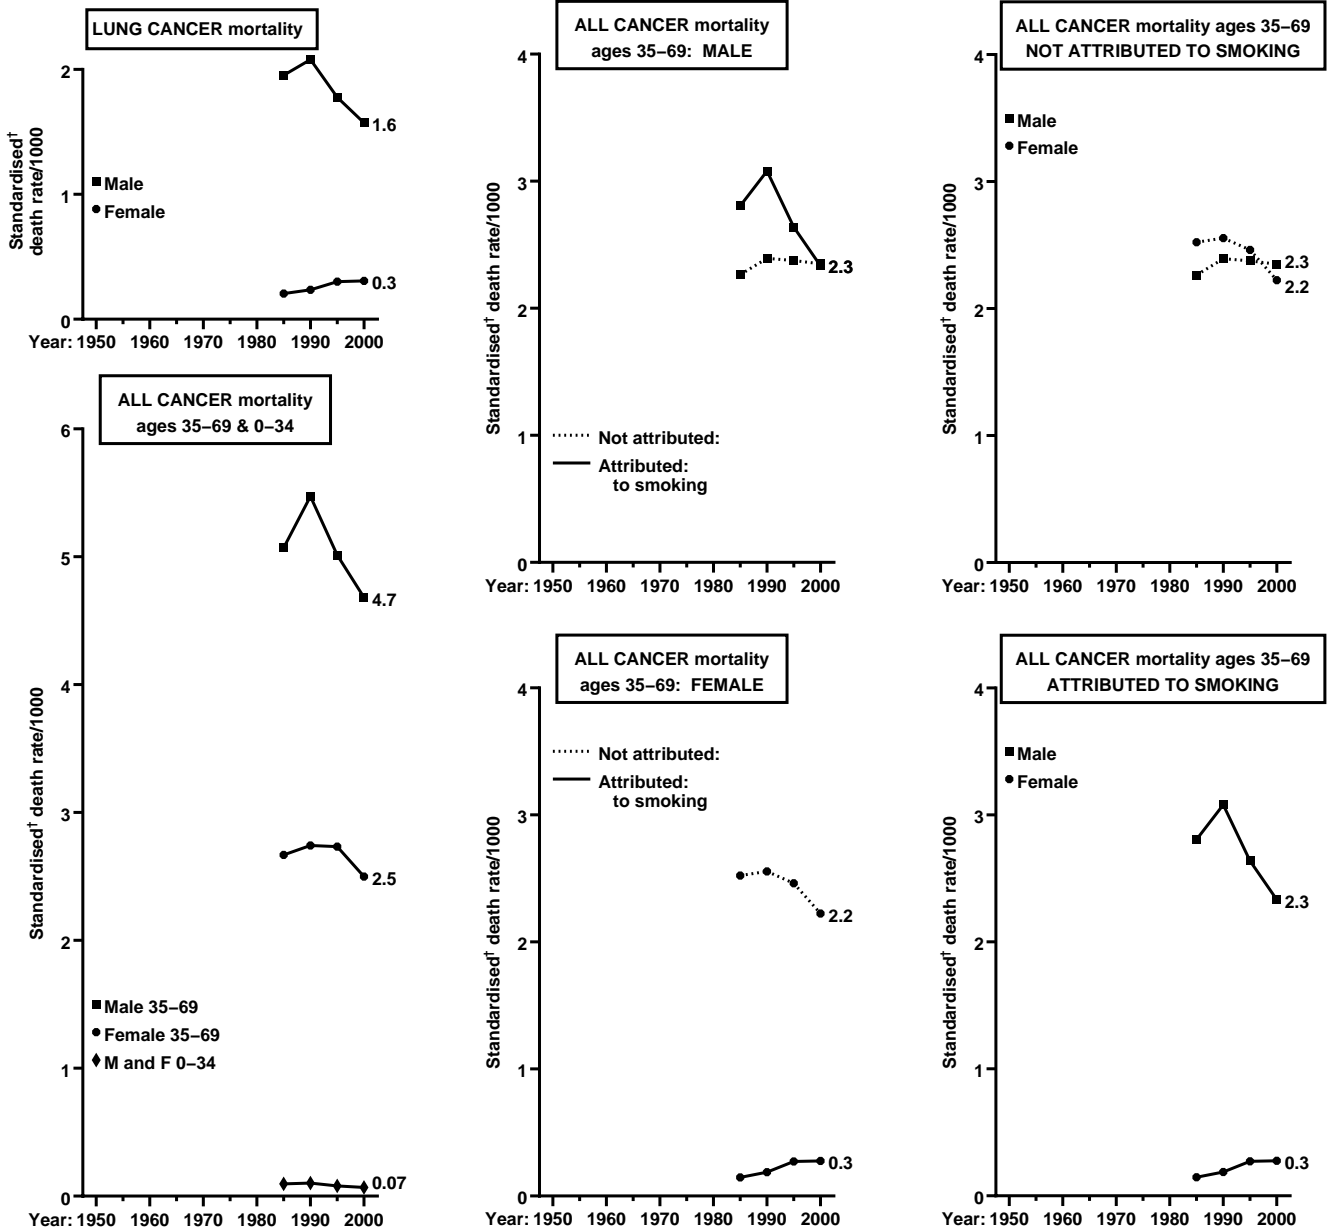 LUNG CANCER mortality
2
1
0
Standardised†
death rate/1000
Male
Female
1.6
0.3
Year: 1950 1960 1970 1980 1990 2000
ALL CANCER mortality
ages 35–69 & 0–34
6
5
4
3
2
1
0
Standardised† death rate/1000
4.7
2.5
Male 35–69
Female 35–69
M and F 0–34
0.07
Year: 1950 1960 1970 1980 1990 2000
ALL CANCER mortality
ages 35–69: MALE
4
3
2
1
0
Standardised† death rate/1000
2.3
Not attributed:
Attributed:
to smoking
Year: 1950 1960 1970 1980 1990 2000
ALL CANCER mortality
ages 35–69: FEMALE
4
3
2
1
0
Standardised† death rate/1000
Not attributed:
Attributed:
to smoking
2.2
0.3
Year: 1950 1960 1970 1980 1990 2000
ALL CANCER mortality ages 35–69
NOT ATTRIBUTED TO SMOKING
4
3
2
1
0
Standardised† death rate/1000
Male
Female
2.3
2.2
Year: 1950 1960 1970 1980 1990 2000
ALL CANCER mortality ages 35–69
ATTRIBUTED TO SMOKING
4
3
2
1
0
Standardised† death rate/1000
Male
Female
2.3
0.3
Year: 1950 1960 1970 1980 1990 2000